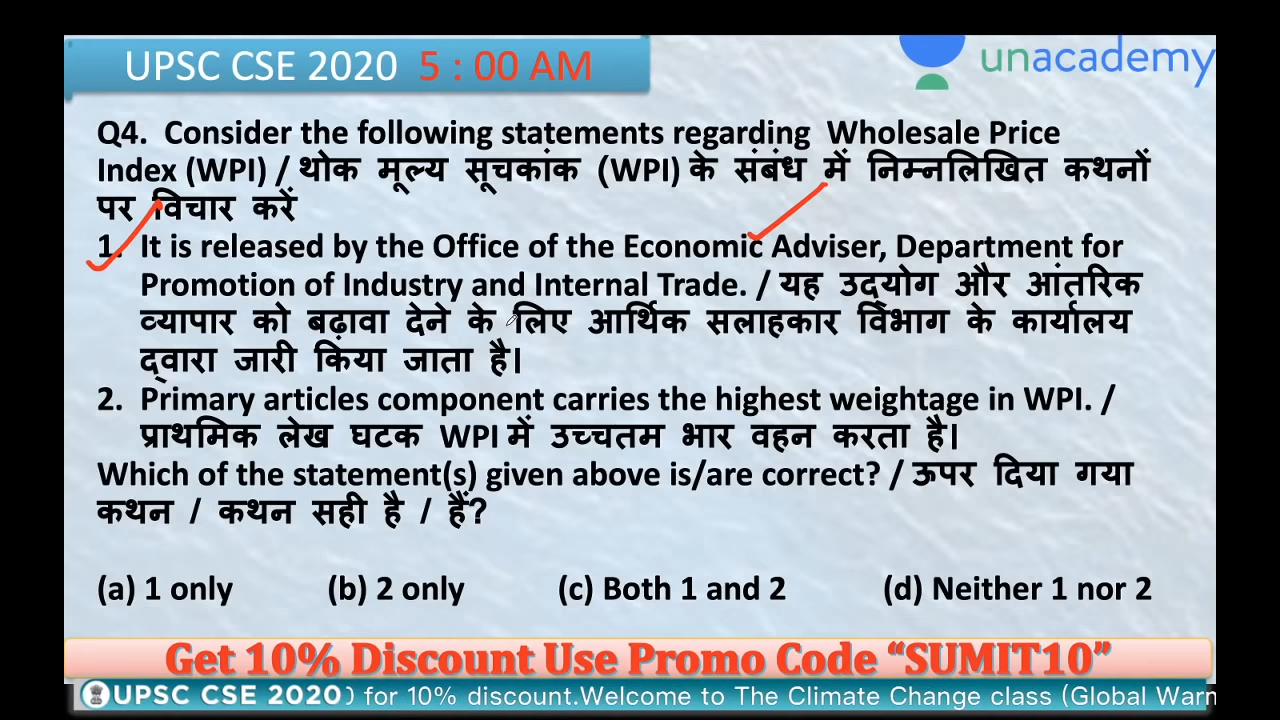 UPSC CSE 2020 5 : 00 AM
unacademy
Q4. Consider the following statements regarding Wholesale Price
Index (WPI) / थोक मूल्य सूचकांक (WPI) के संबंध में निम्नलिखित कथनों
पर विचार करें
1. It is released by the Office of the Economic Adviser, Department for
Promotion of Industry and Internal Trade. / यह उद्योग और आंतरिक
व्यापार को बढ़ावा देने के लिए आर्थिक सलाहकार विभाग के कार्यालय
द्वारा जारी किया जाता है।
2. Primary articles component carries the highest weightage in WPI. /
प्राथमिक लेख घटक WPI में उच्चतम भार वहन करता है।
Which of the statement(s) given above is/are correct? / ऊपर दिया गया
कथन / कथन सही है / हैं?
(a) 1 only (b) 2 only (c) Both 1 and 2 (d) Neither 1 nor 2
Get 10% Discount Use Promo Code “SUMIT10”
UPSC CSE 2020 ) for 10% discount.Welcome to The Climate Change class (Global Warn